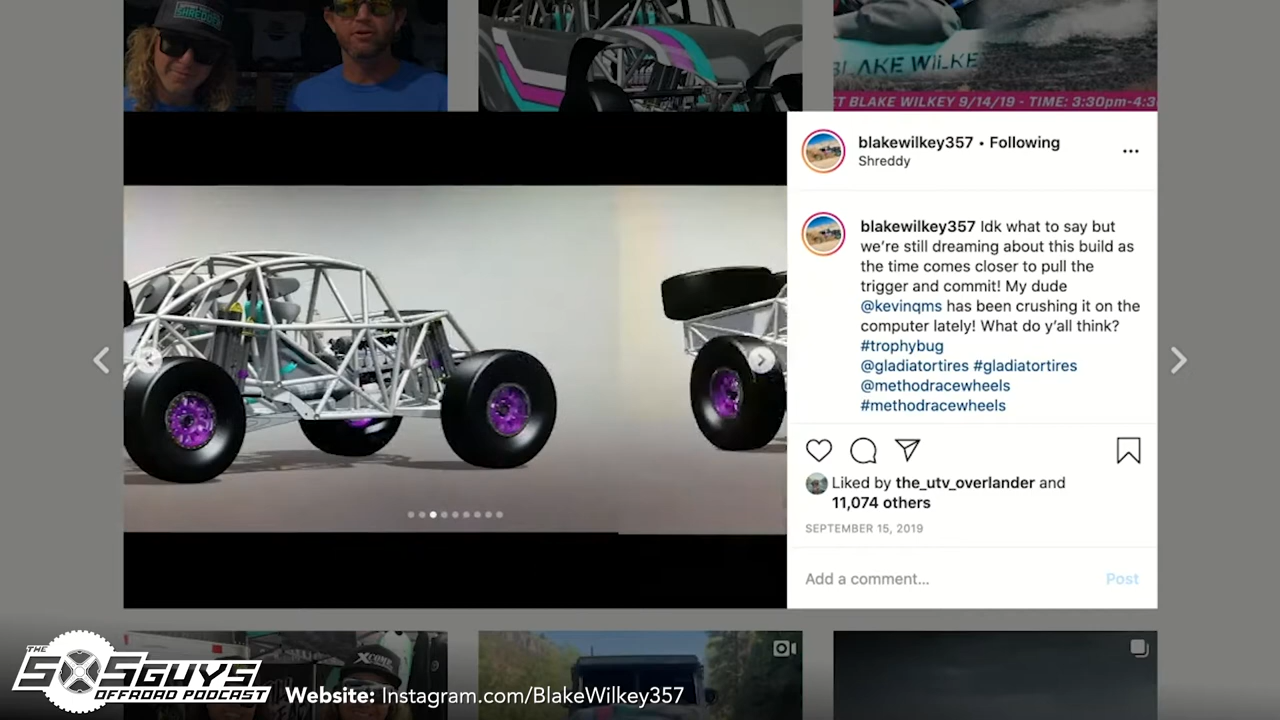 SHREDDY
BLAKE WILKEY
ET BLAKE WILKEY 9/14/19 - TIME: 3:30pm-4:3
blakewilkey357 • Following
Shreddy
blakewilkey357 Idk what to say but
we’re still dreaming about this build as
the time comes closer to pull the
trigger and commit! My dude
@kevinqms has been crushing it on the
computer lately! What do y’all think?
#trophybug
@gladiatortires #gladiatortires
@methodracewheels
#methodracewheels
Liked by the_utv_overlander and
11,074 others
SEPTEMBER 15, 2019
Add a comment... Post
XCOMP
THE
SXSGUYS
OFFROAD PODCAST
Website: Instagram.com/BlakeWilkey357